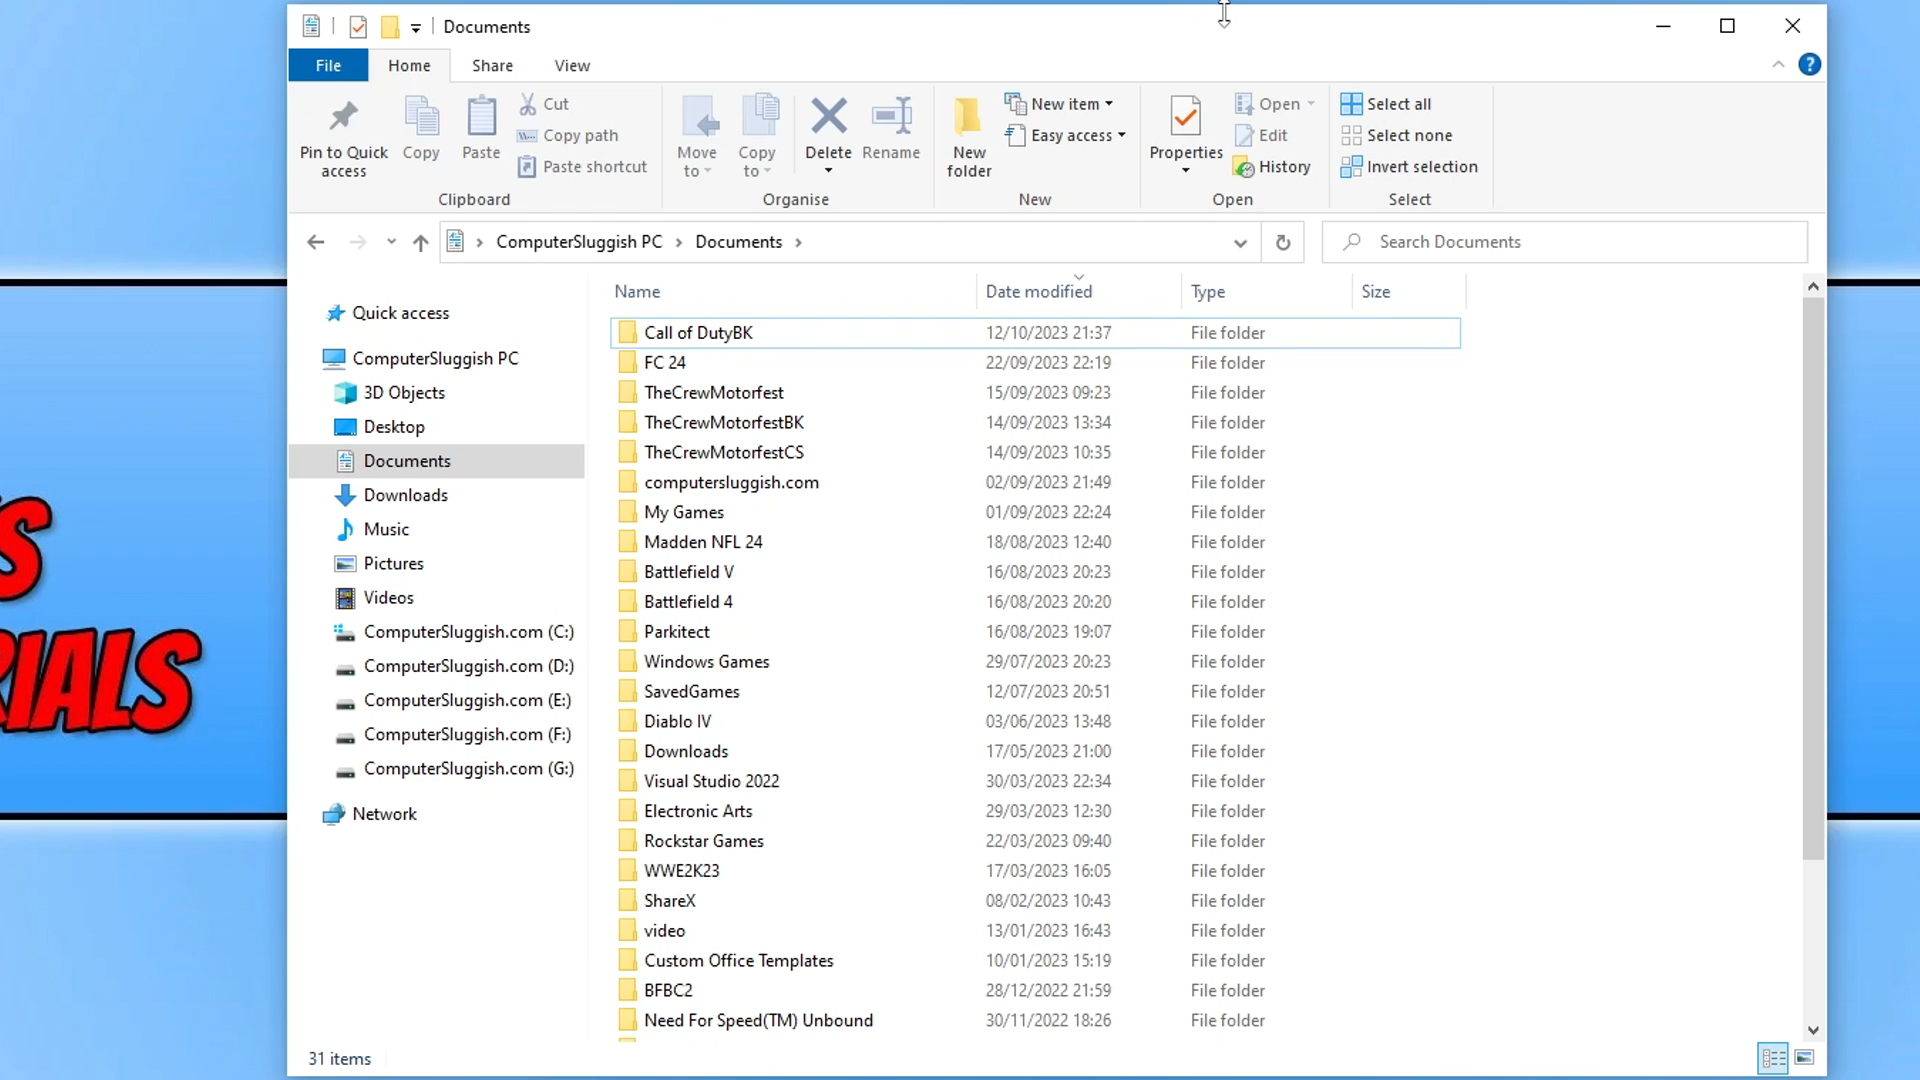 Documents
File Home Share View
Pin to Quick access
Copy
Paste
Cut
Copy path
Paste shortcut
Clipboard
Move to
Copy to
Delete
Rename
Organise
New folder
New item
Easy access
New
Properties
Open
Edit
History
Open
Select all
Select none
Invert selection
Select
ComputerSluggish PC > Documents >
Search Documents
Quick access
ComputerSluggish PC
3D Objects
Desktop
Documents
Downloads
Music
Pictures
Videos
ComputerSluggish.com (C:)
ComputerSluggish.com (D:)
ComputerSluggish.com (E:)
ComputerSluggish.com (F:)
ComputerSluggish.com (G:)
Network
Name Date modified Type Size
Call of DutyBK 12/10/2023 21:37 File folder
FC 24 22/09/2023 22:19 File folder
TheCrewMotorfest 15/09/2023 09:23 File folder
TheCrewMotorfestBK 14/09/2023 13:34 File folder
TheCrewMotorfestCS 14/09/2023 10:35 File folder
computersluggish.com 02/09/2023 21:49 File folder
My Games 01/09/2023 22:24 File folder
Madden NFL 24 18/08/2023 12:40 File folder
Battlefield V 16/08/2023 20:23 File folder
Battlefield 4 16/08/2023 20:20 File folder
Parkitect 16/08/2023 19:07 File folder
Windows Games 29/07/2023 20:23 File folder
SavedGames 12/07/2023 20:51 File folder
Diablo IV 03/06/2023 13:48 File folder
Downloads 17/05/2023 21:00 File folder
Visual Studio 2022 30/03/2023 22:34 File folder
Electronic Arts 29/03/2023 12:30 File folder
Rockstar Games 22/03/2023 09:40 File folder
WWE2K23 17/03/2023 16:05 File folder
ShareX 08/02/2023 10:43 File folder
video 13/01/2023 16:43 File folder
Custom Office Templates 10/01/2023 15:19 File folder
BFBC2 28/12/2022 21:59 File folder
Need For Speed(TM) Unbound 30/11/2022 18:26 File folder
31 items
S
IALS